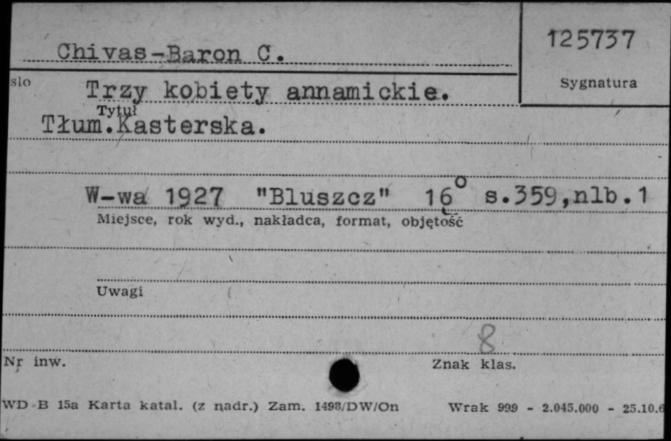 125737
Chivas-Baron C.
slo
Sygnatura
Trzy kobiety annamickie.
Tytuł
Tłum.Kasterska.
W-wa 1927 "Bluszcz" 16° s.359,nlb.1
Miejsce, rok wyd., nakładca, format, objętość
Uwagi
8
Nr inw.
Znak klas.
WD-B 15a Karta katal. (z nadr.) Zam. 1498/DW/On
Wrak 999 - 2.045.000 - 25.10.6